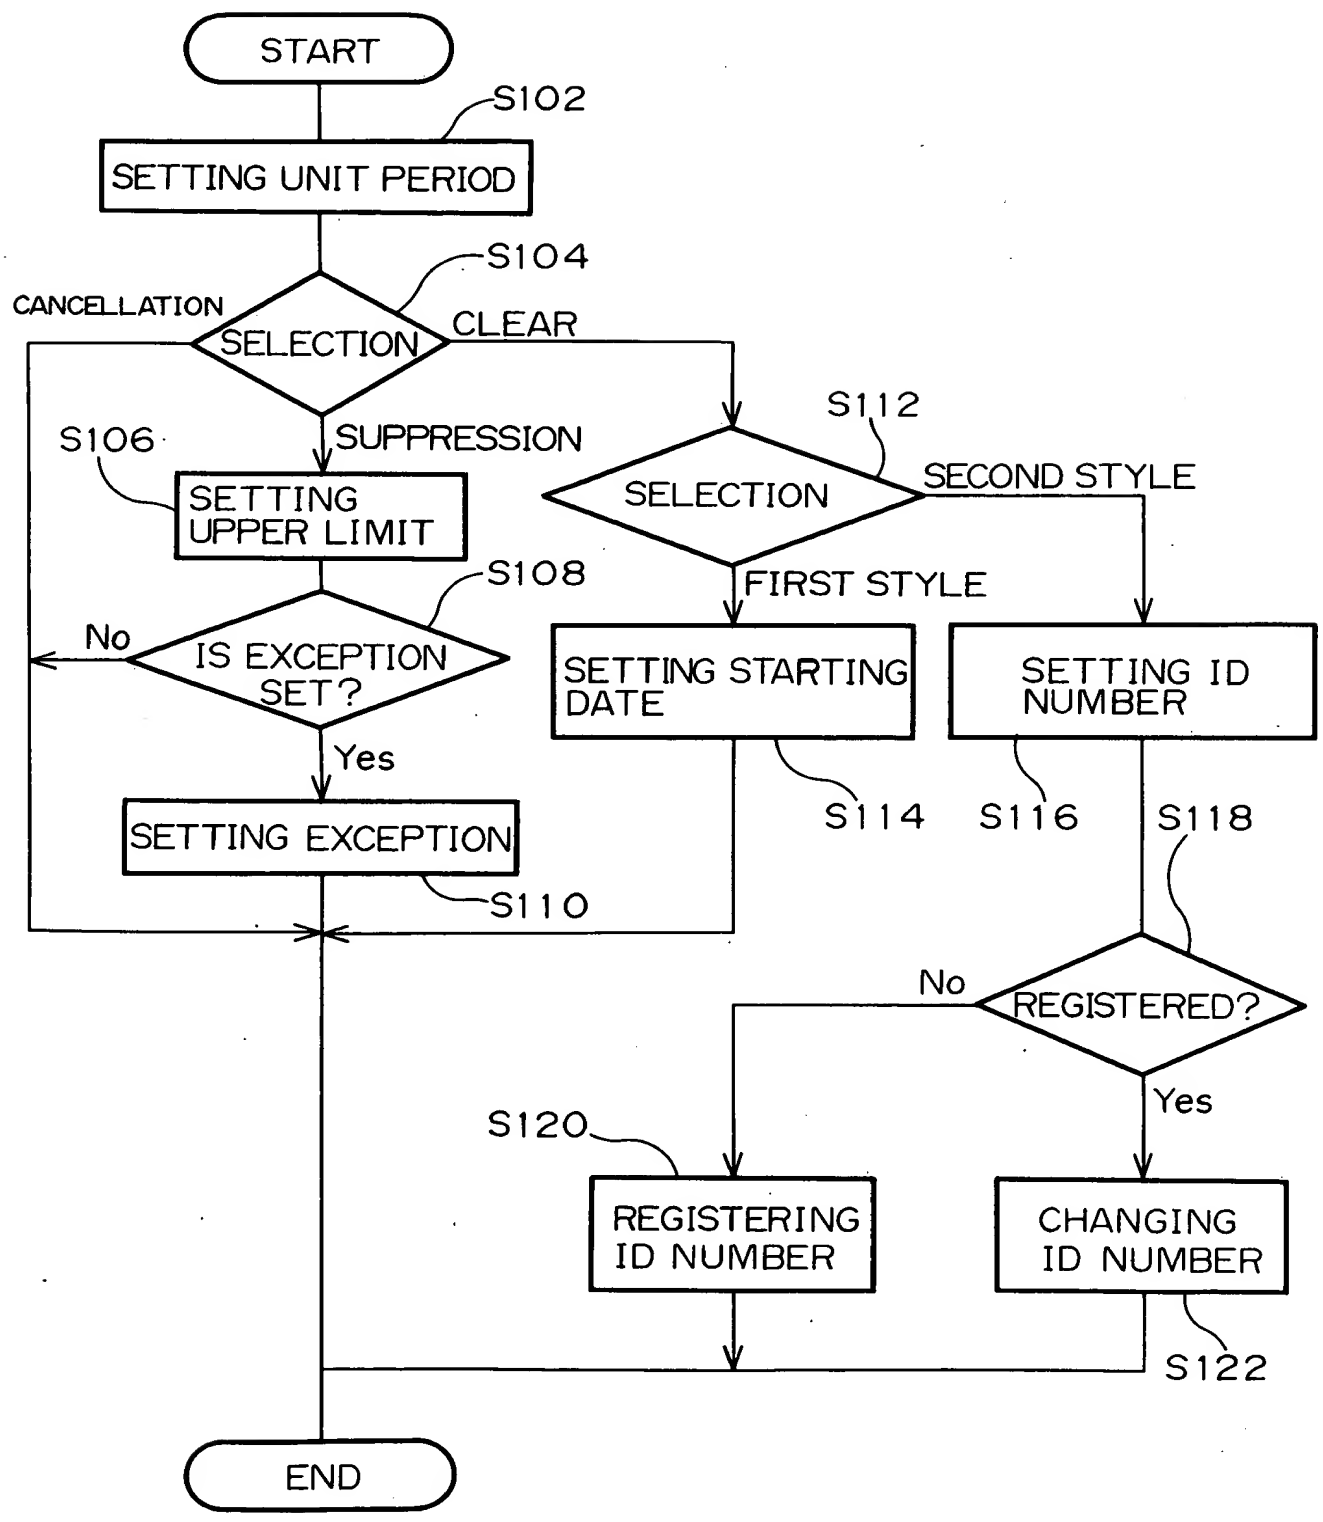 START
S102
SETTING UNIT PERIOD
S104
CANCELLATION
SELECTION
CLEAR
S112
S106
SUPPRESSION
SECOND STYLE
SELECTION
SETTING
UPPER LIMIT
S108
FIRST STYLE
No
IS EXCEPTION
SET?
SETTING STARTING
DATE
SETTING ID
NUMBER
Yes
S114
S116
S118
SETTING EXCEPTION
S110
No
REGISTERED?
Yes
S120
REGISTERING
ID NUMBER
CHANGING
ID NUMBER
S122
END